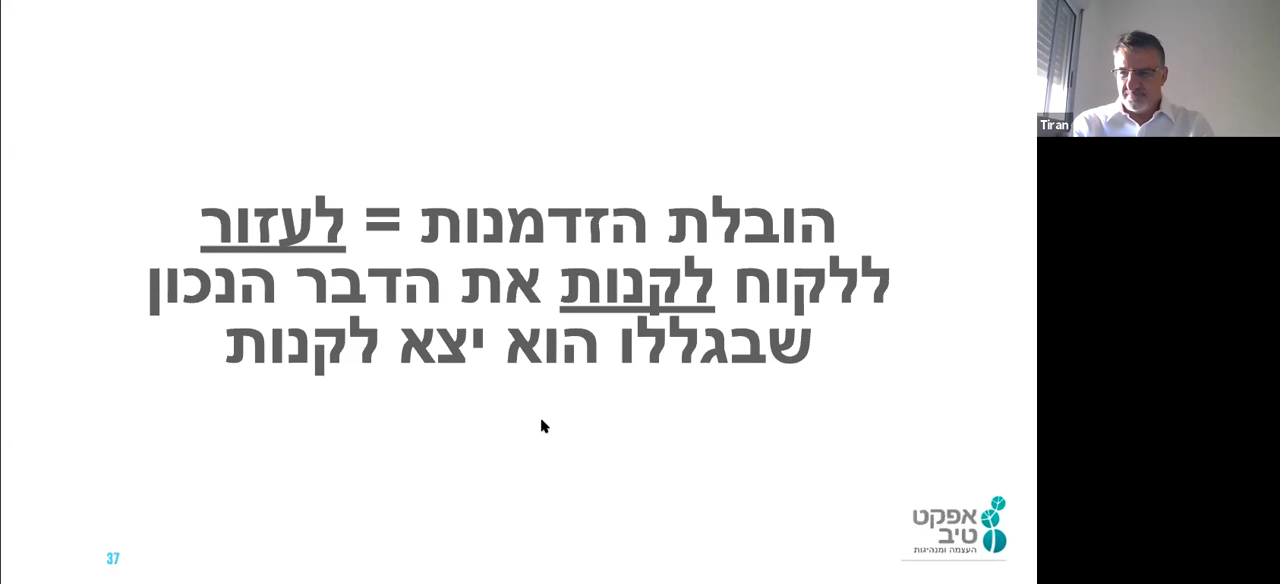 הובלת הזדמנות = לעזור
ללקוח לקנות את הדבר הנכון
שבגללו הוא יצא לקנות
Tiran
אפקט
טיב
העצמה ומנהיגות
37